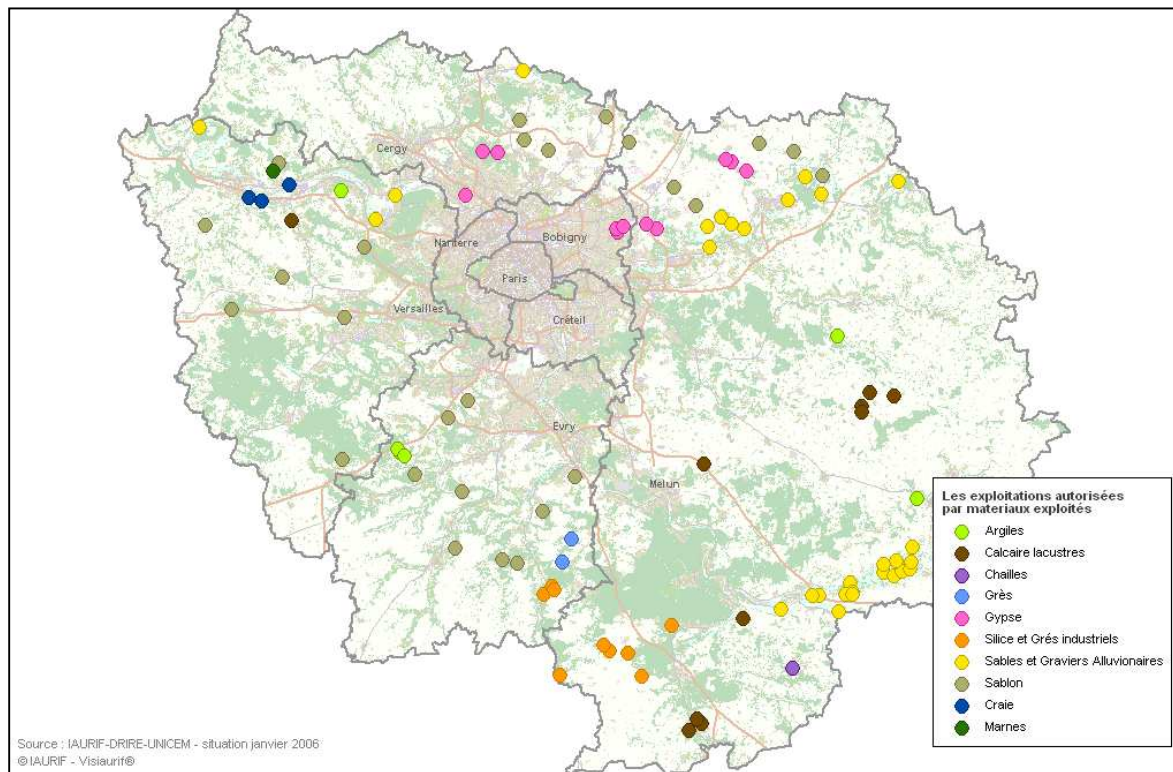 Cergy
Nanterre
Bobigny
Paris
Versailles
Créteil
Evry
Melun
Les exploitations autorisées
par materiaux exploités
Argiles
Calcaire lacustres
Chailles
Grès
Gypse
Silice et Grés industriels
Sables et Graviers Alluvionaires
Sablon
Craie
Marnes
Source : IAURIF-DRIRE-UNICEM - situation janvier 2006
© IAURIF - Visiaurif®